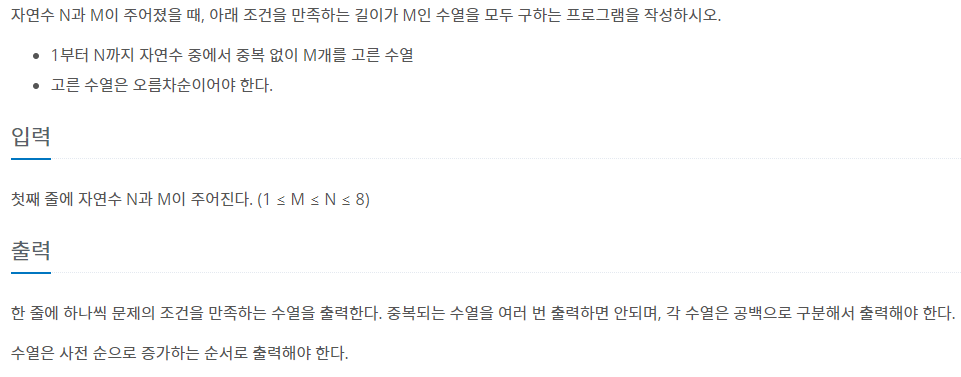 자연수 N과 M이 주어졌을 때, 아래 조건을 만족하는 길이가 M인 수열을 모두 구하는 프로그램을 작성하시오.
• 1부터 N까지 자연수 중에서 중복 없이 M개를 고른 수열
• 고른 수열은 오름차순이어야 한다.
입력
첫째 줄에 자연수 N과 M이 주어진다. (1 ≤ M ≤ N ≤ 8)
출력
한 줄에 하나씩 문제의 조건을 만족하는 수열을 출력한다. 중복되는 수열을 여러 번 출력하면 안되며, 각 수열은 공백으로 구분해서 출력해야 한다.
수열은 사전 순으로 증가하는 순서로 출력해야 한다.